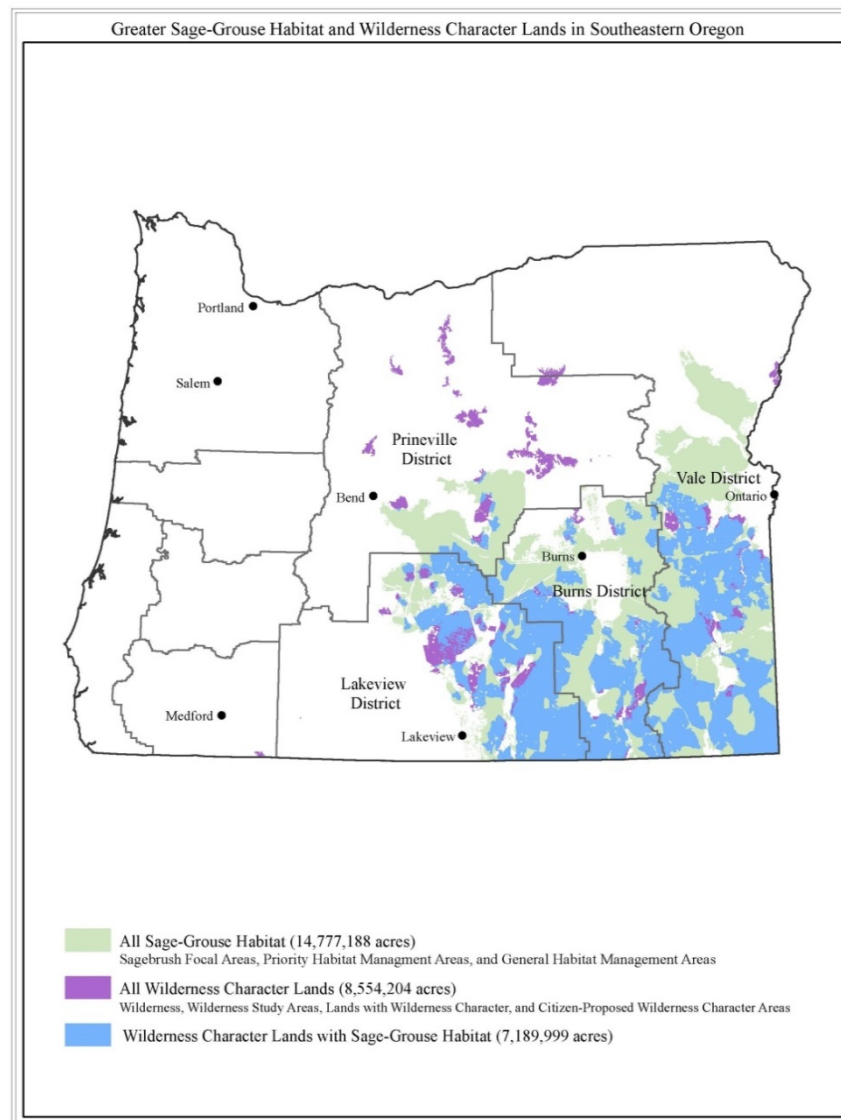 Greater Sage-Grouse Habitat and Wilderness Character Lands in Southeastern Oregon
Portland
Salem
Prineville
District
Vale District
Ontario
Bend
Burns
Burns District
Lakeview
District
Medford
Lakeview
All Sage-Grouse Habitat (14,777,188 acres)
Sagebrush Focal Areas, Priority Habitat Managment Areas, and General Habitat Management Areas
All Wilderness Character Lands (8,554,204 acres)
Wilderness, Wilderness Study Areas, Lands with Wilderness Character, and Citizen-Proposed Wilderness Character Areas
Wilderness Character Lands with Sage-Grouse Habitat (7,189,999 acres)